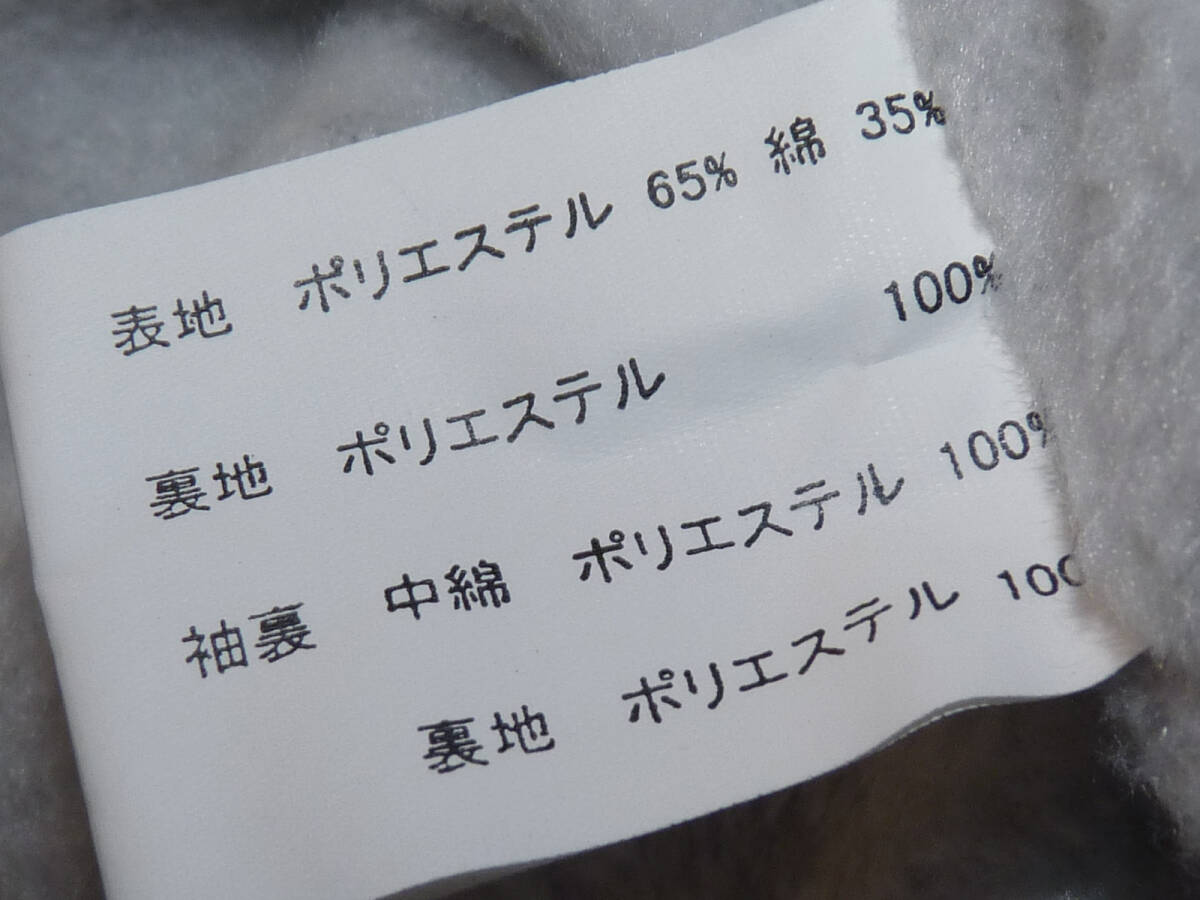 表地 ポリエステル 65% 綿 35%
裏地 ポリエステル 100%
袖裏 中綿 ポリエステル 100%
裏地 ポリエステル 100